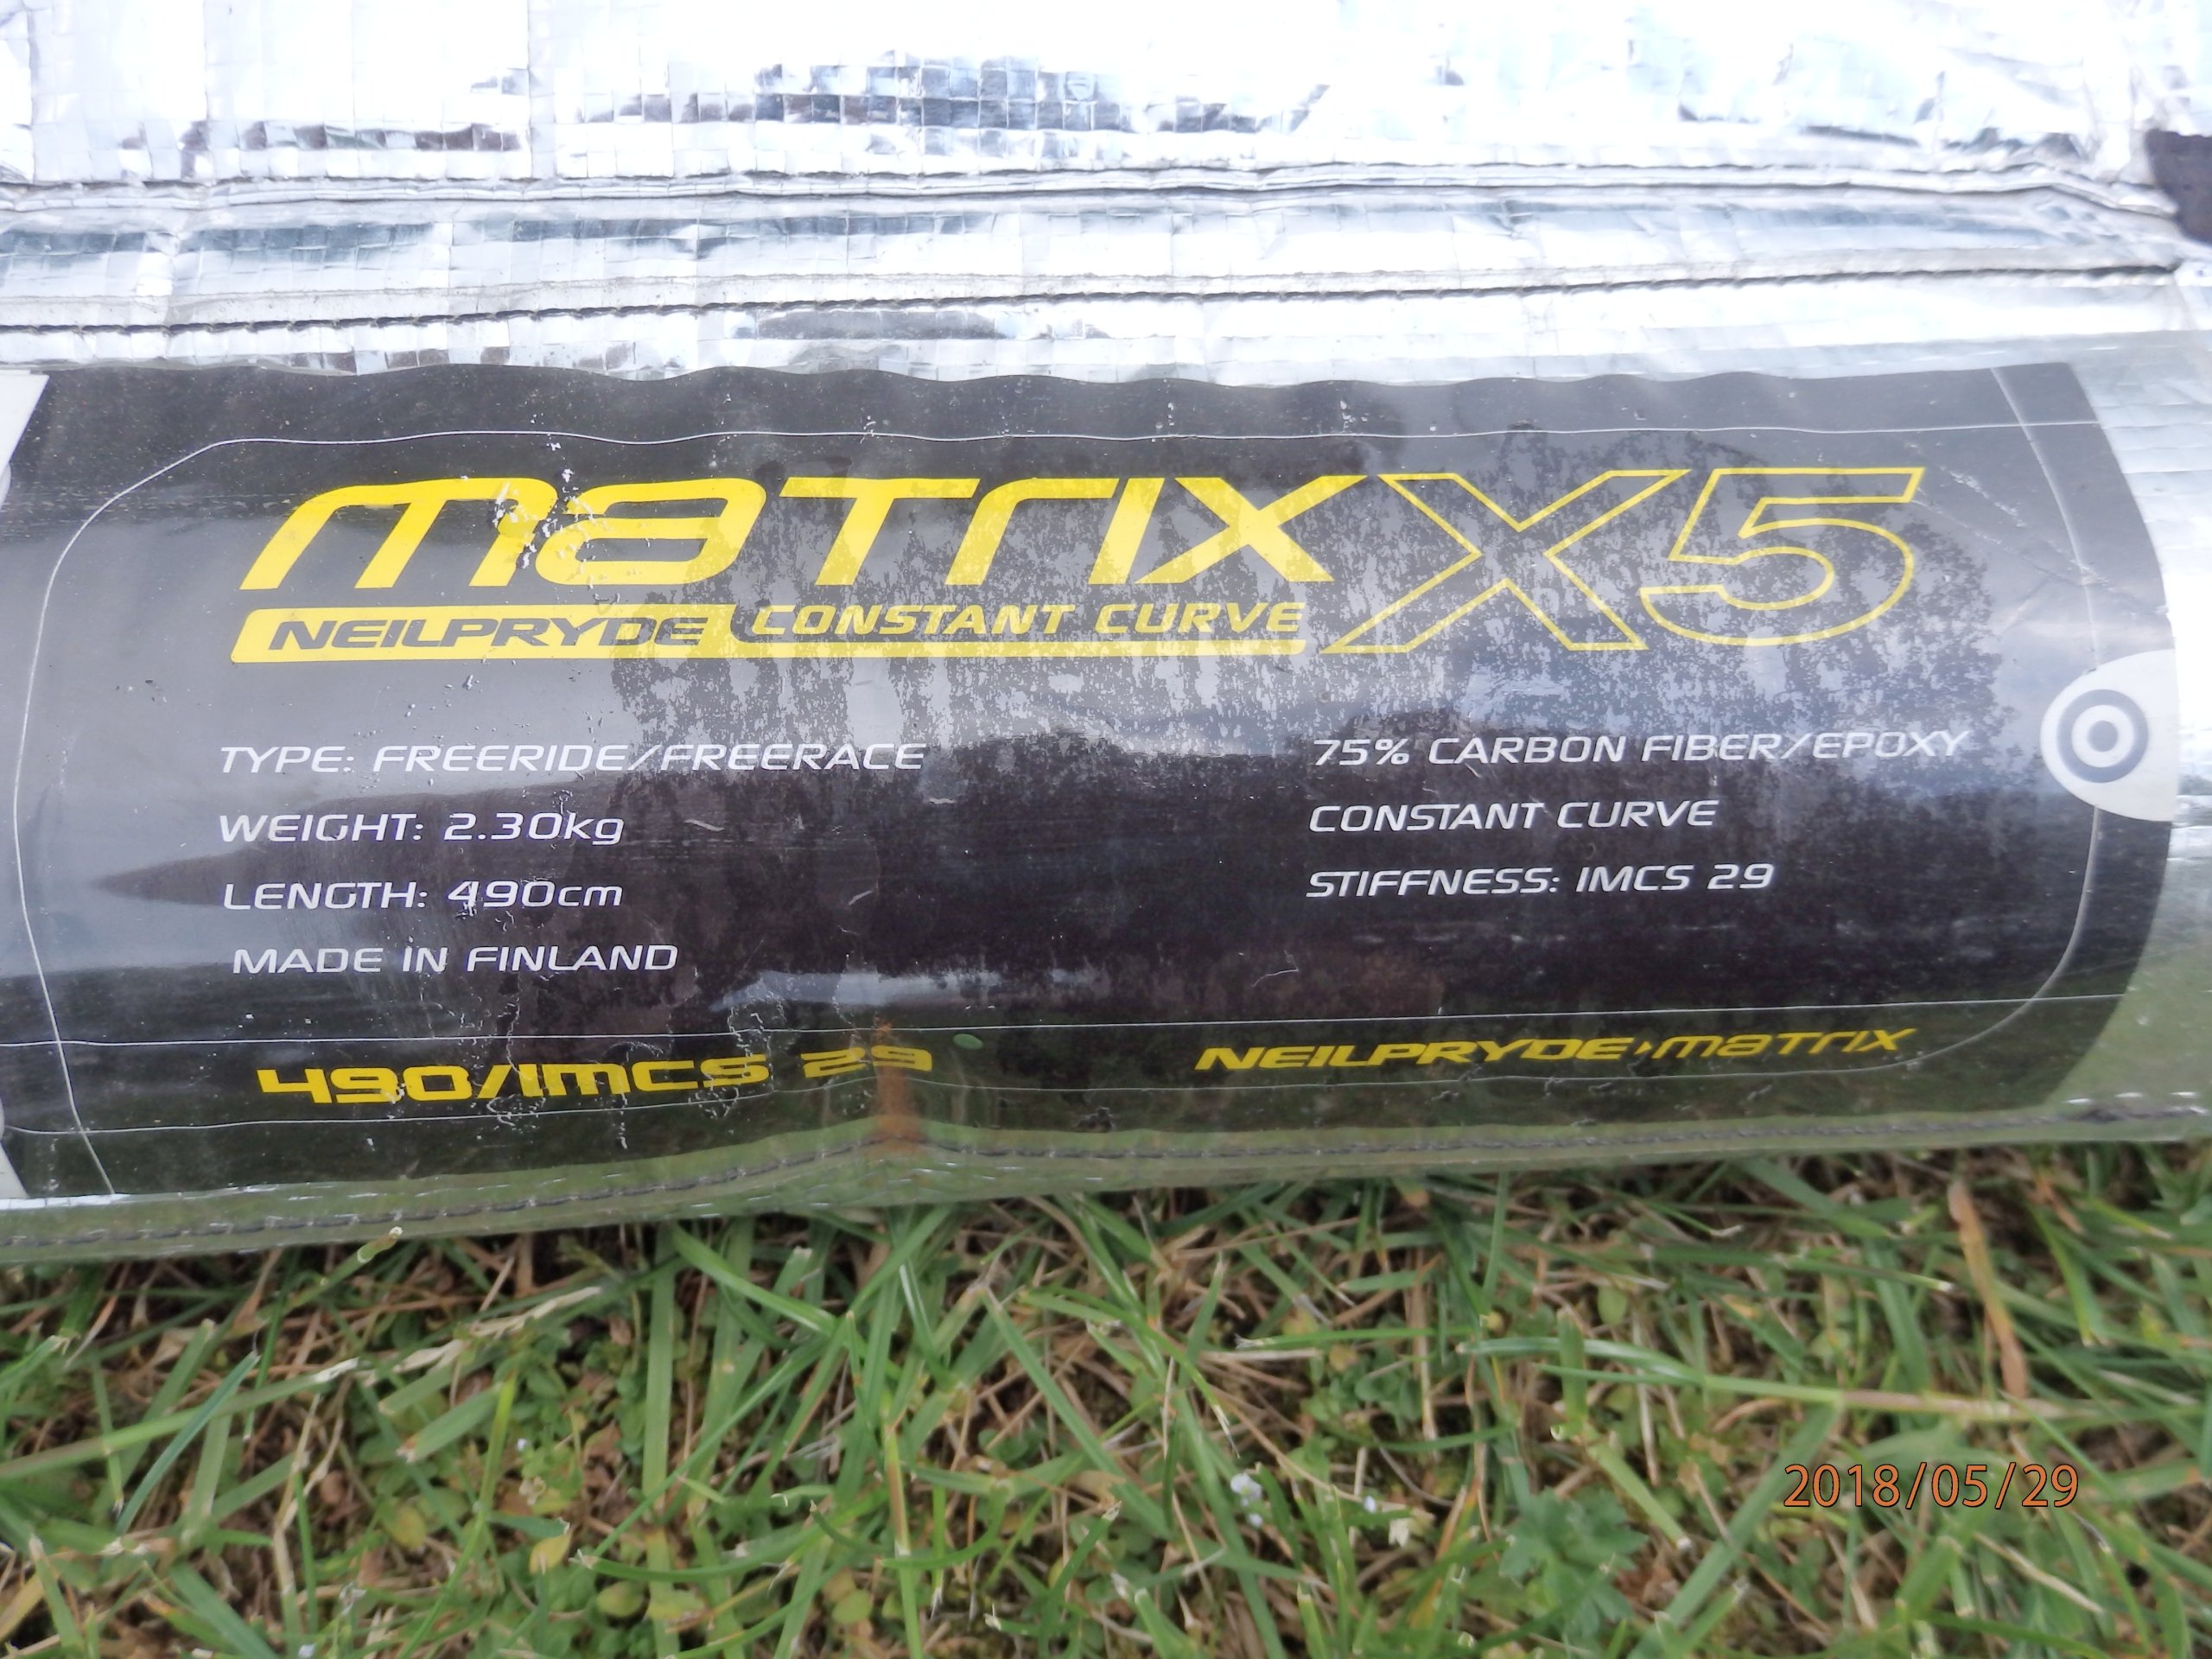 matrix X5
NEILPRYDE CONSTANT CURVE
TYPE: FREERIDE/FREERACE
WEIGHT: 2.30kg
LENGTH: 490cm
MADE IN FINLAND
75% CARBON FIBER/EPOXY
CONSTANT CURVE
STIFFNESS: IMCS 29
490/imcs 29
NEILPRYDE matrix
2018/05/29